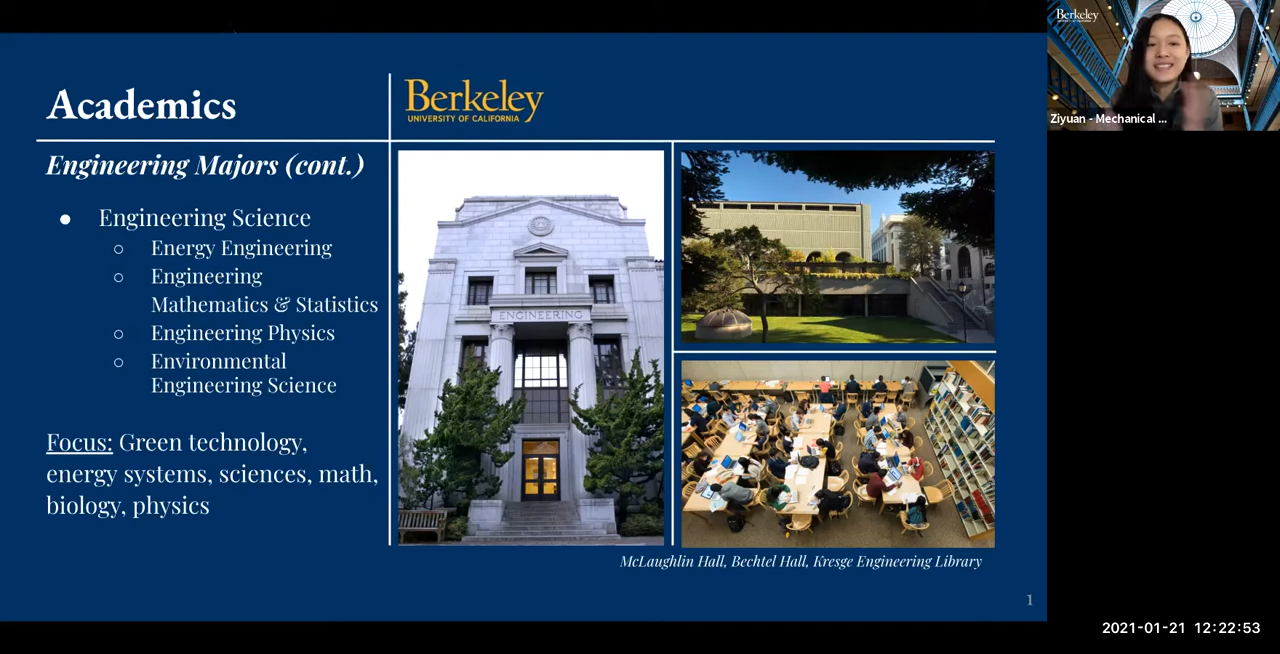 Academics
Berkeley
UNIVERSITY OF CALIFORNIA
Engineering Majors (cont.)
● Engineering Science
○ Energy Engineering
○ Engineering
Mathematics & Statistics
○ Engineering Physics
○ Environmental
Engineering Science
Focus: Green technology,
energy systems, sciences, math,
biology, physics
ENGINEERING
McLaughlin Hall, Bechtel Hall, Kresge Engineering Library
1
Berkeley
Ziyuan - Mechanical ...
2021-01-21 12:22:53